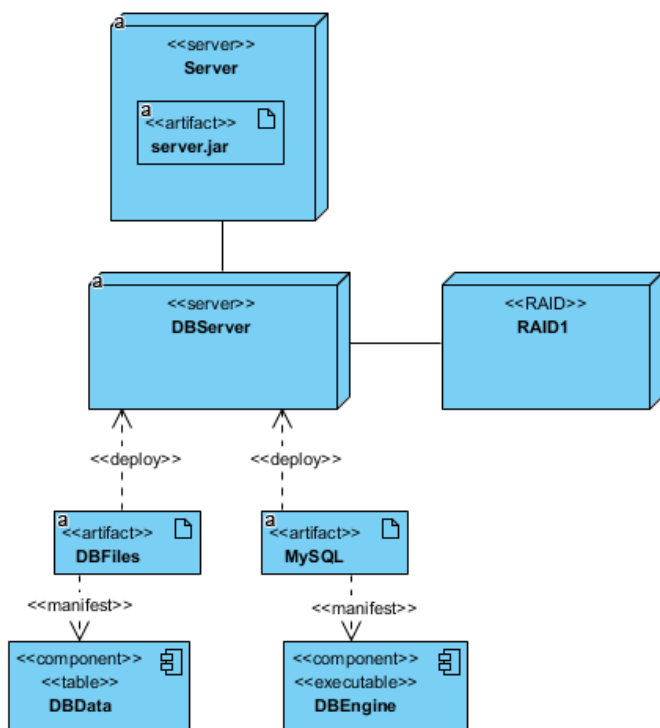 a
<<server>>
Server
a
<<artifact>>
server.jar
a
<<server>>
DBServer
<<RAID>>
RAID1
<<deploy>>
<<deploy>>
a
<<artifact>>
DBFiles
a
<<artifact>>
MySQL
<<manifest>>
<<manifest>>
<<component>>
<<table>>
DBData
<<component>>
<<executable>>
DBEngine